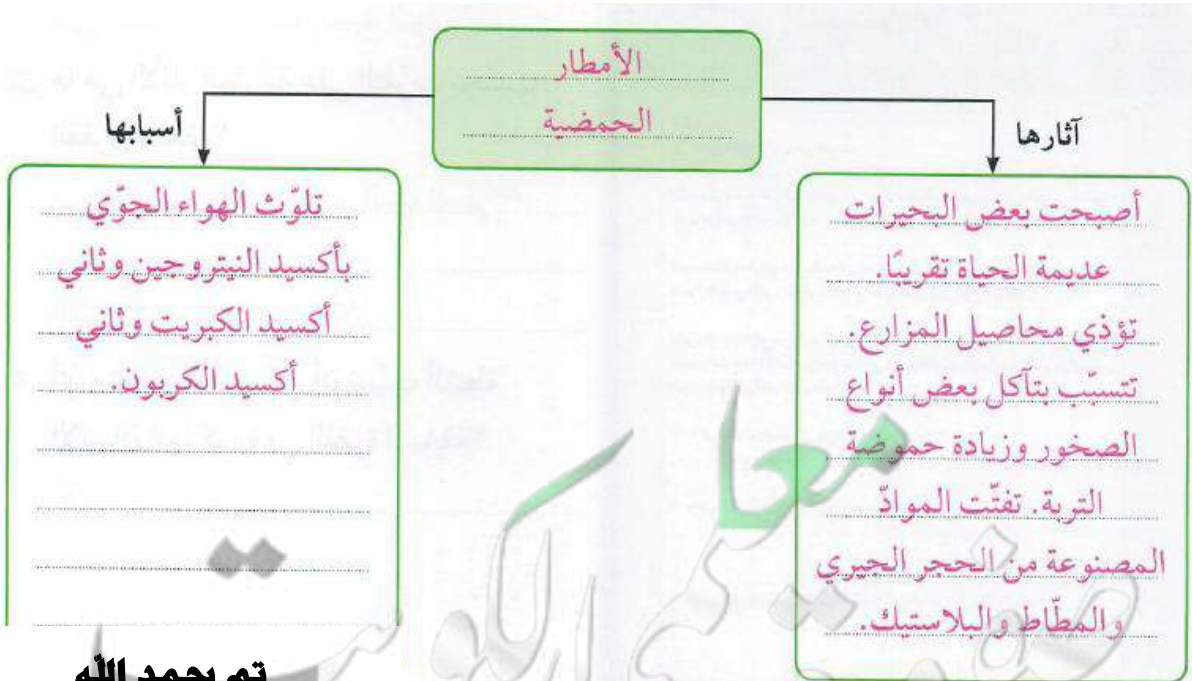 الأمطار
الحمضية
آثارها
أصبحت بعض البحيرات
عديمة الحياة تقريبًا.
تؤذي محاصيل المزارع.
تتسبّب بتآكل بعض أنواع
الصخور وزيادة حموضة
التربة. تفتّت الموادّ
المصنوعة من الحجر الجيري
والمطّاط والبلاستيك.
أسبابها
تلوّث الهواء الجوّي
بأكسيد النيتروجين وثاني
أكسيد الكبريت وثاني
أكسيد الكربون.
تم بحمد الله